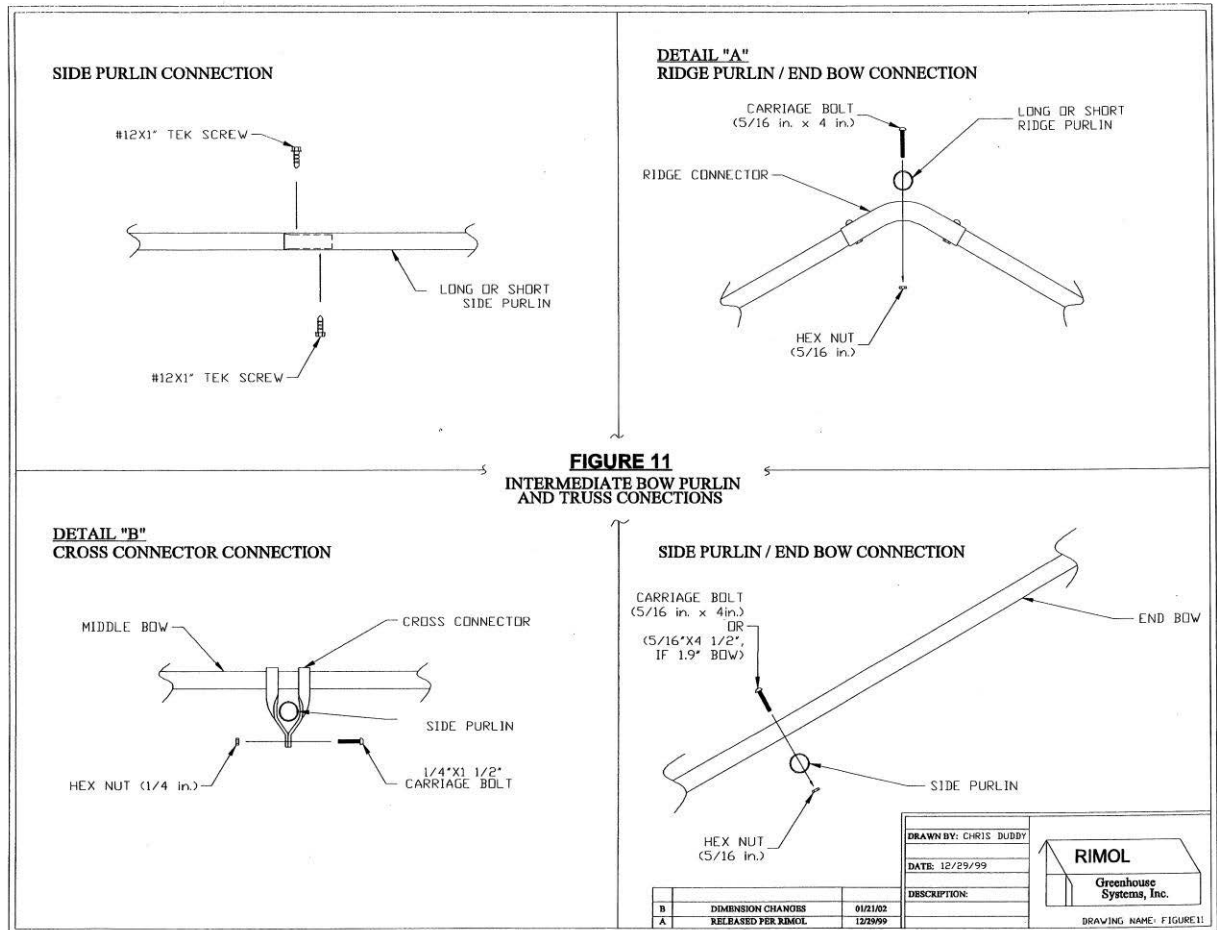 SIDE PURLIN CONNECTION
#12X1" TEK SCREW
LONG OR SHORT
SIDE PURLIN
#12X1" TEK SCREW
DETAIL "A"
RIDGE PURLIN / END BOW CONNECTION
CARRIAGE BOLT
(5/16 in. x 4 in.)
LONG OR SHORT
RIDGE PURLIN
RIDGE CONNECTOR
HEX NUT
(5/16 in.)
FIGURE 11
INTERMEDIATE BOW PURLIN
AND TRUSS CONECTIONS
DETAIL "B"
CROSS CONNECTOR CONNECTION
MIDDLE BOW
CROSS CONNECTOR
SIDE PURLIN
HEX NUT (1/4 in.)
1/4"X1 1/2"
CARRIAGE BOLT
SIDE PURLIN / END BOW CONNECTION
CARRIAGE BOLT
(5/16 in. x 4in.)
OR
(5/16"X4 1/2",
IF 1.9" BOW)
END BOW
SIDE PURLIN
HEX NUT
(5/16 in.)
B DIMENSION CHANGES 01/21/02
A RELEASED PER RIMOL 12/29/99
DRAWN BY: CHRIS DUDDY
DATE: 12/29/99
DESCRIPTION:
RIMOL
Greenhouse
Systems, Inc.
DRAWING NAME: FIGURE11